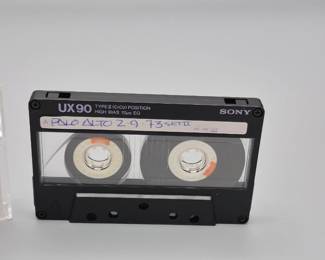 UX90 TYPE II (CrO2) POSITION
HIGH BIAS 70μs EQ
SONY
A PALO ALTO 2-9-73 SET II